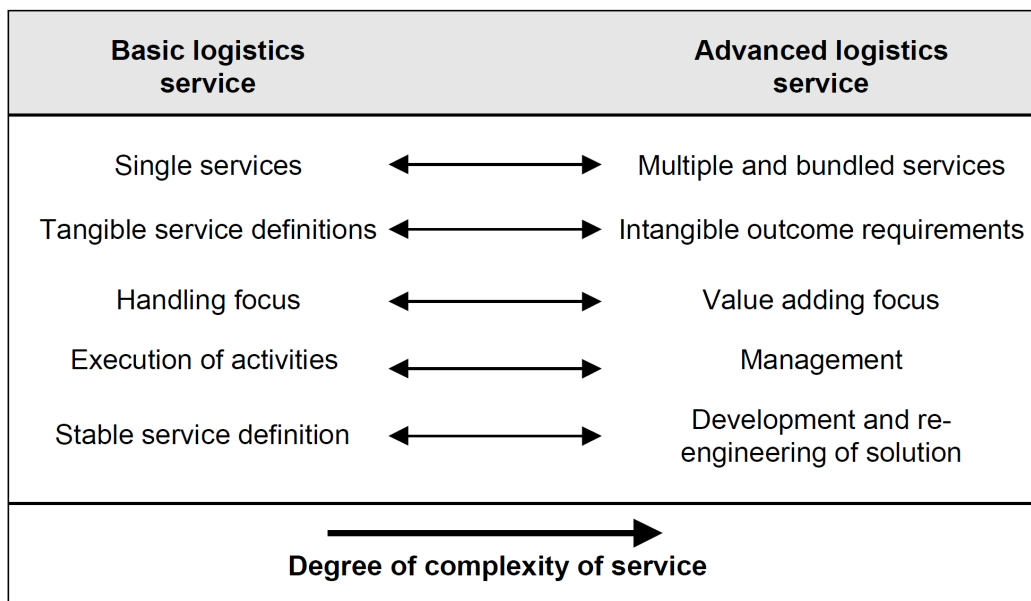 Basic logistics
service
Advanced logistics
service
Single services
Multiple and bundled services
Tangible service definitions
Intangible outcome requirements
Handling focus
Value adding focus
Execution of activities
Management
Stable service definition
Development and re-
engineering of solution
Degree of complexity of service